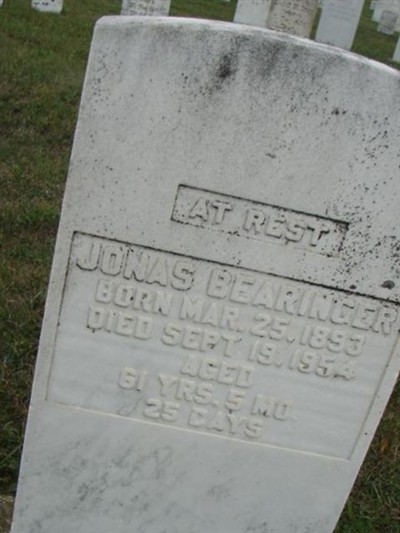 AT REST
JONAS BEARINGER
BORN MAR. 25. 1893
DIED SEPT 19. 1954
AGED
61 YRS. 5 MO.
25 DAYS